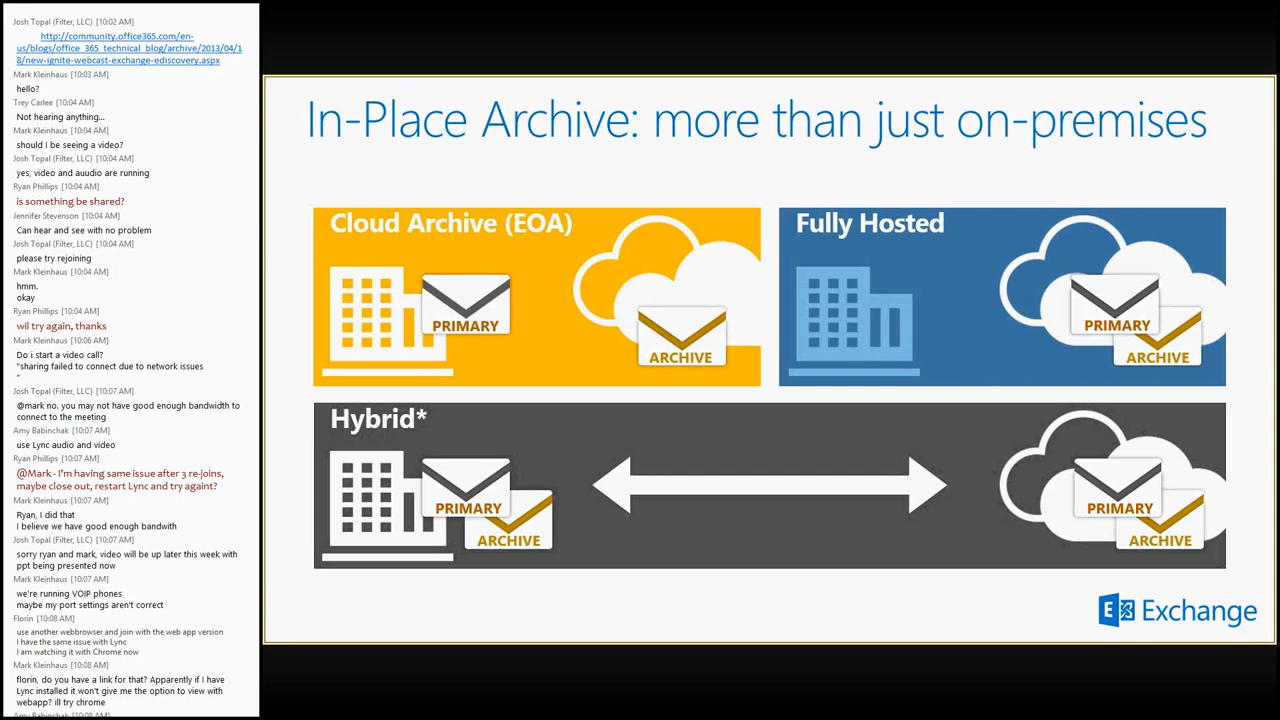 Josh Topal (Filter, LLC) [10:02 AM]
http://community.office365.com/en-
us/blogs/office_365_technical_blog/archive/2013/04/1
8/new-ignite-webcast-exchange-ediscovery.aspx
Mark Kleinhaus [10:03 AM]
hello?
Trey Carlee [10:04 AM]
Not hearing anything...
Mark Kleinhaus [10:04 AM]
should I be seeing a video?
Josh Topal (Filter, LLC) [10:04 AM]
yes, video and auudio are running
Ryan Phillips [10:04 AM]
is something be shared?
Jennifer Stevenson [10:04 AM]
Can hear and see with no problem
Josh Topal (Filter, LLC) [10:04 AM]
please try rejoining
Mark Kleinhaus [10:04 AM]
hmm.
okay
Ryan Phillips [10:04 AM]
wil try again, thanks
Mark Kleinhaus [10:06 AM]
Do i start a video call?
"sharing failed to connect due to network issues
"
Josh Topal (Filter, LLC) [10:07 AM]
@mark no. you may not have good enough bandwidth to
connect to the meeting
Amy Babinchak [10:07 AM]
use Lync audio and video
Ryan Phillips [10:07 AM]
@Mark - I'm having same issue after 3 re-joins,
maybe close out, restart Lync and try againt?
Mark Kleinhaus [10:07 AM]
Ryan, I did that
I believe we have good enough bandwith
Josh Topal (Filter, LLC) [10:07 AM]
sorry ryan and mark, video will be up later this week with
ppt being presented now
Mark Kleinhaus [10:07 AM]
we're running VOIP phones
maybe my port settings aren't correct
Florin [10:08 AM]
use another webbrowser and join with the web app version
I have the same issue with Lync
I am watching it with Chrome now
Mark Kleinhaus [10:08 AM]
florin, do you have a link for that? Apparently if I have
Lync installed it won't give me the option to view with
webapp? ill try chrome
Amy Babinchak [10:08 AM]
In-Place Archive: more than just on-premises
Cloud Archive (EOA)
PRIMARY
ARCHIVE
Fully Hosted
PRIMARY
ARCHIVE
Hybrid*
PRIMARY
ARCHIVE
PRIMARY
ARCHIVE
E Exchange